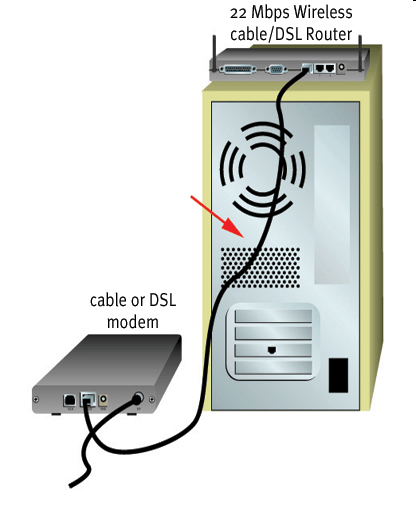 22 Mbps Wireless
cable/DSL Router
cable or DSL
modem